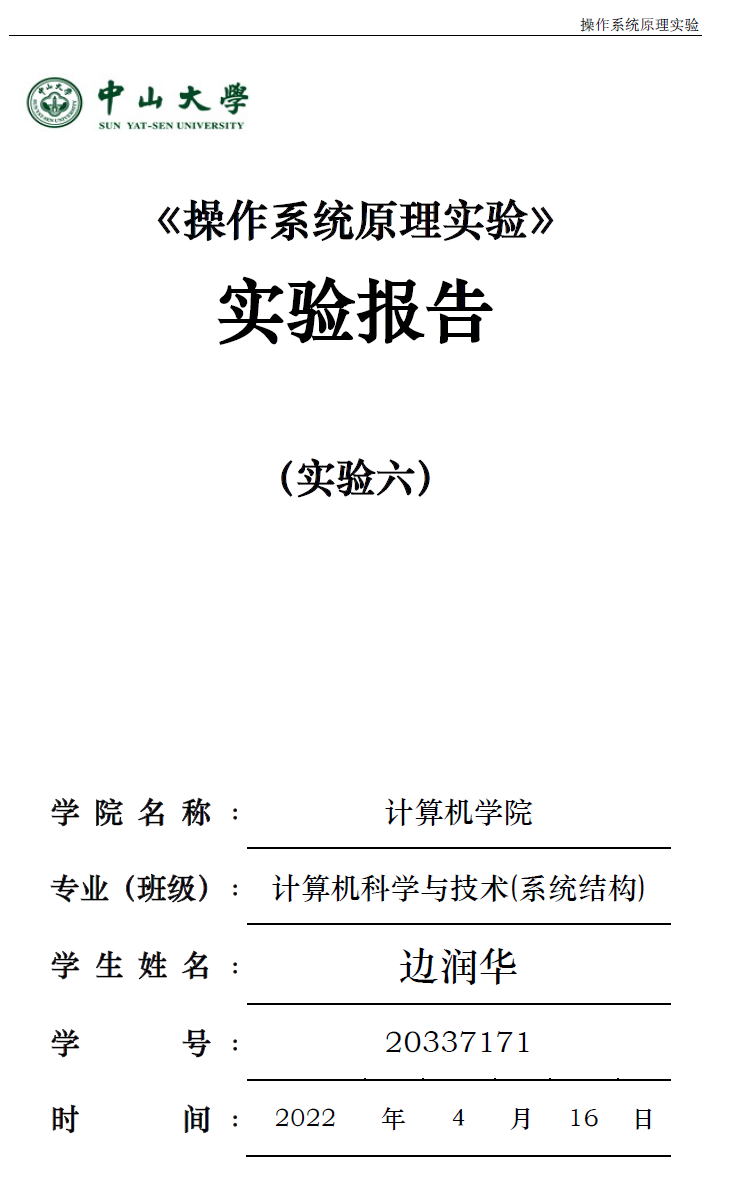 操作系统原理实验
中山大學
SUN YAT-SEN UNIVERSITY
《操作系统原理实验》
实验报告
（实验六）
学院名称： 计算机学院
专业（班级）： 计算机科学与技术(系统结构)
学生姓名： 边润华
学号： 20337171
时间： 2022 年 4 月 16 日